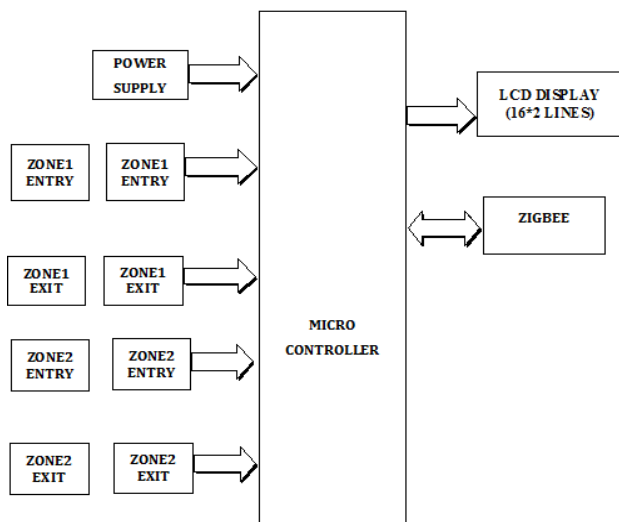 POWER
SUPPLY
LCD DISPLAY
(16*2 LINES)
ZONE1
ENTRY
ZONE1
ENTRY
ZIGBEE
ZONE1
EXIT
ZONE1
EXIT
MICRO
CONTROLLER
ZONE2
ENTRY
ZONE2
ENTRY
ZONE2
EXIT
ZONE2
EXIT